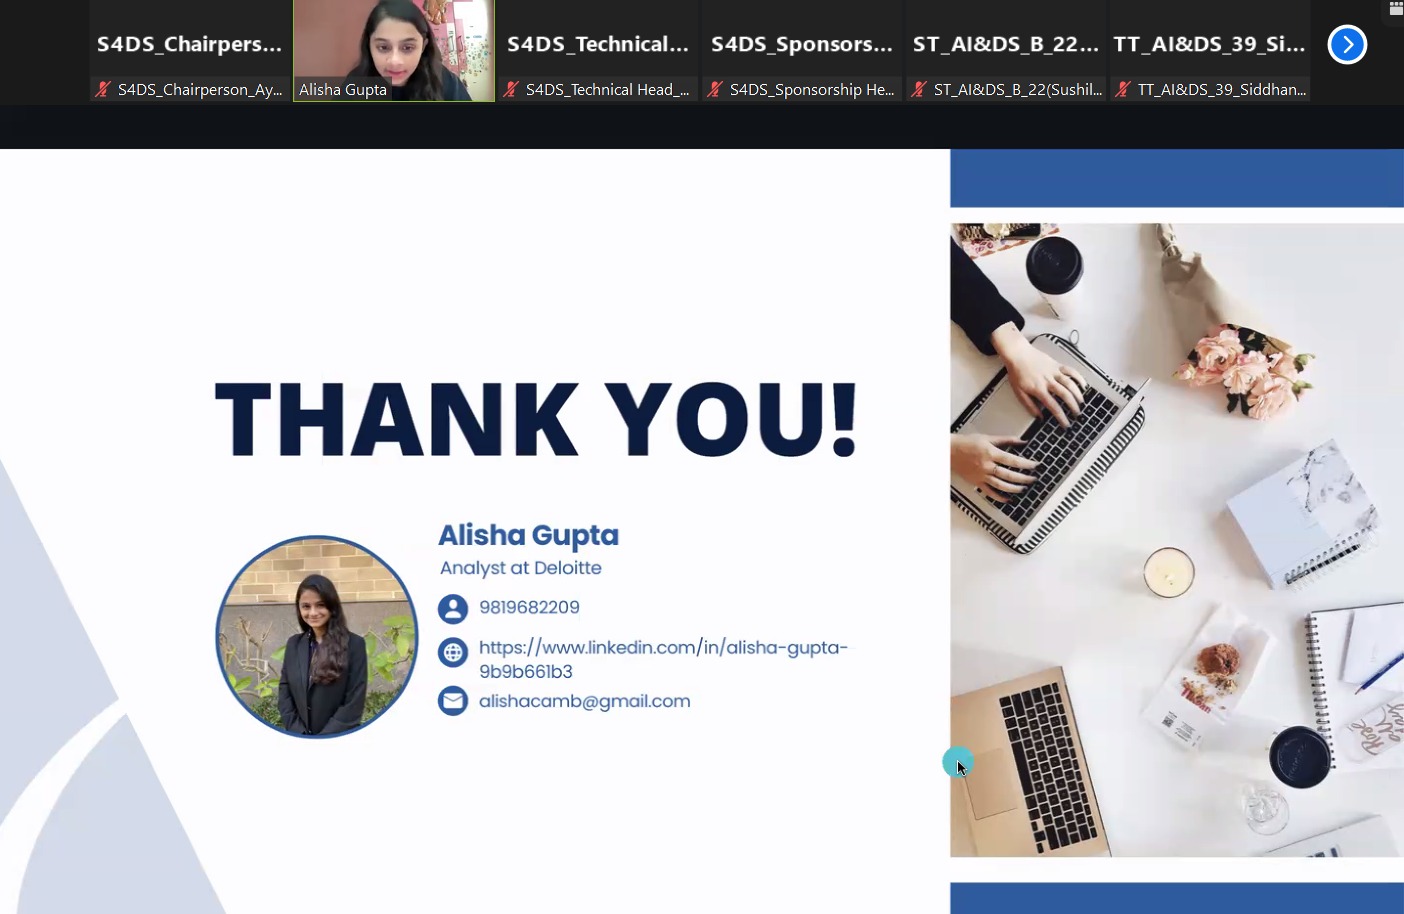 S4DS_Chairpers...
S4DS_Technical...
S4DS_Sponsors...
ST_AI&DS_B_22...
TT_AI&DS_39_Si...
S4DS_Chairperson_Ay...
Alisha Gupta
S4DS_Technical Head_...
S4DS_Sponsorship He...
ST_AI&DS_B_22(Sushil...
TT_AI&DS_39_Siddhan...
THANK YOU!
Alisha Gupta
Analyst at Deloitte
9819682209
https://www.linkedin.com/in/alisha-gupta-
9b9b661b3
alishacamb@gmail.com